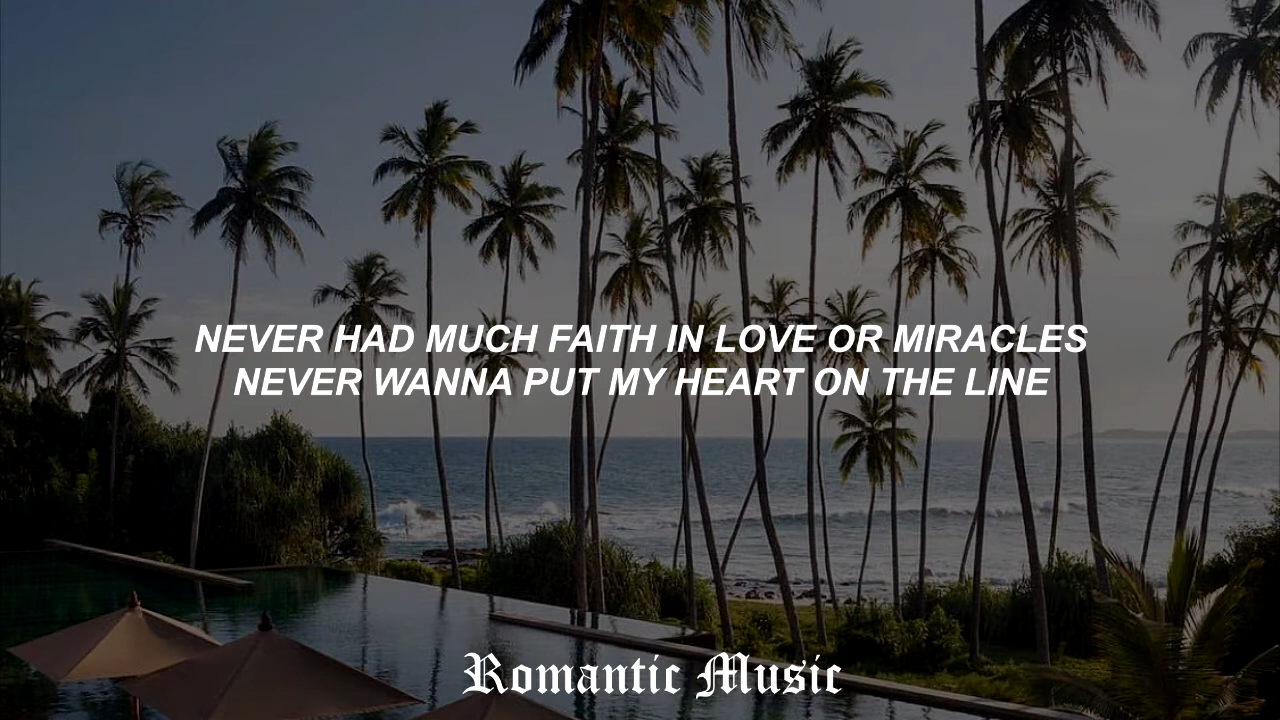 NEVER HAD MUCH FAITH IN LOVE OR MIRACLES
NEVER WANNA PUT MY HEART ON THE LINE
Romantic Music